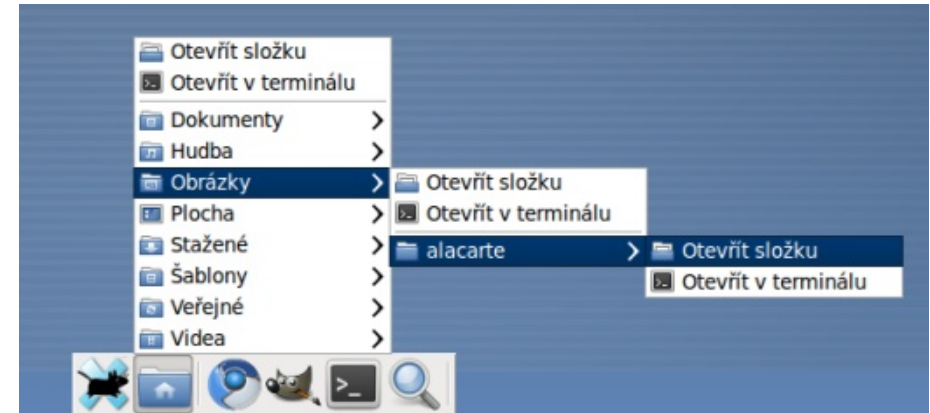 Otevřít složku
Otevřít v terminálu
Dokumenty
Hudba
Obrázky
Plocha
Stažené
Šablony
Veřejné
Videa
Otevřít složku
Otevřít v terminálu
alacarte
Otevřít složku
Otevřít v terminálu